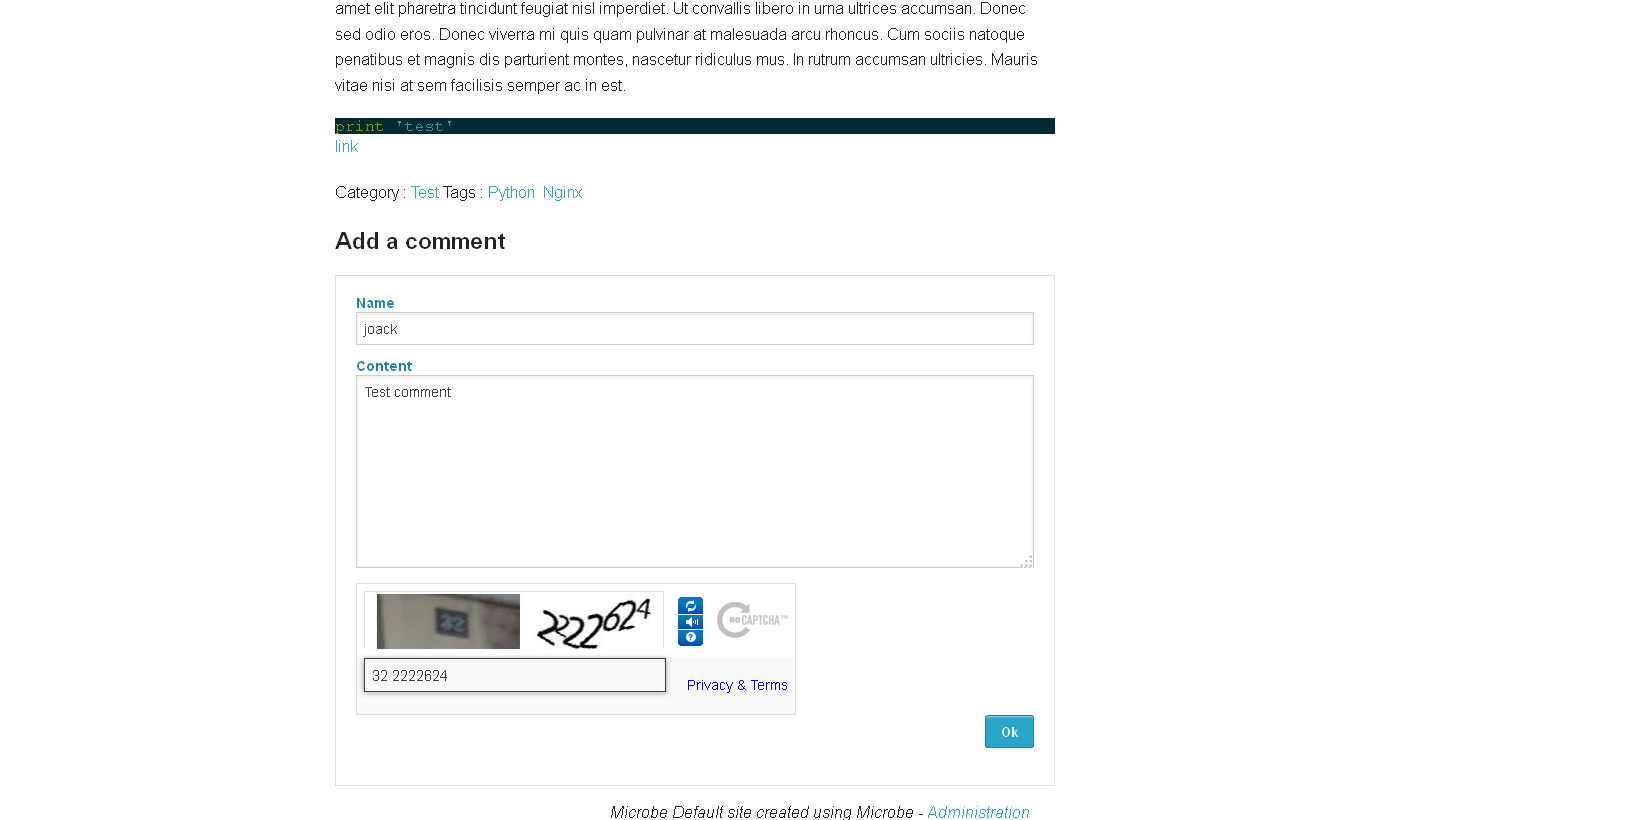 amet elit pharetra tincidunt feugiat nisl imperdiet. Ut convallis libero in urna ultrices accumsan. Donec
sed odio eros. Donec viverra mi quis quam pulvinar at malesuada arcu rhoncus. Cum sociis natoque
penatibus et magnis dis parturient montes, nascetur ridiculus mus. In rutrum accumsan ultricies. Mauris
vitae nisi at sem facilisis semper ac in est.
print 'test'
link
Category : Test Tags : Python Nginx
Add a comment
Name
joack
Content
Test comment
32 2222624
reCAPTCHA™
32 2222624
Privacy & Terms
Ok
Microbe Default site created using Microbe - Administration